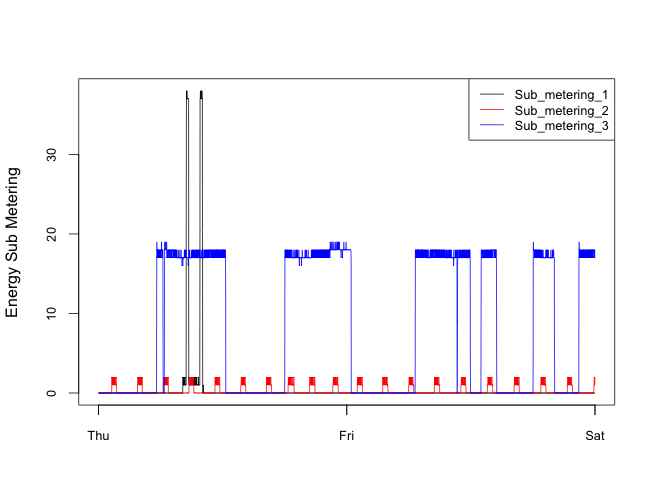 Sub_metering_1
Sub_metering_2
Sub_metering_3
Energy Sub Metering
30
20
10
0
Thu
Fri
Sat